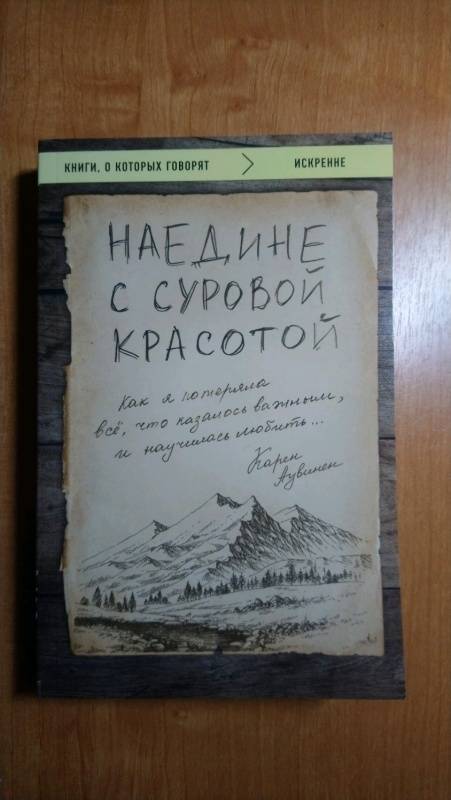 КНИГИ, О КОТОРЫХ ГОВОРЯТ > ИСКРЕННЕ
НАЕДИНЕ
С СУРОВОЙ
КРАСОТОЙ
Как я потеряла
всё, что казалось важным,
и научилась любить...
Карен
Аувинен